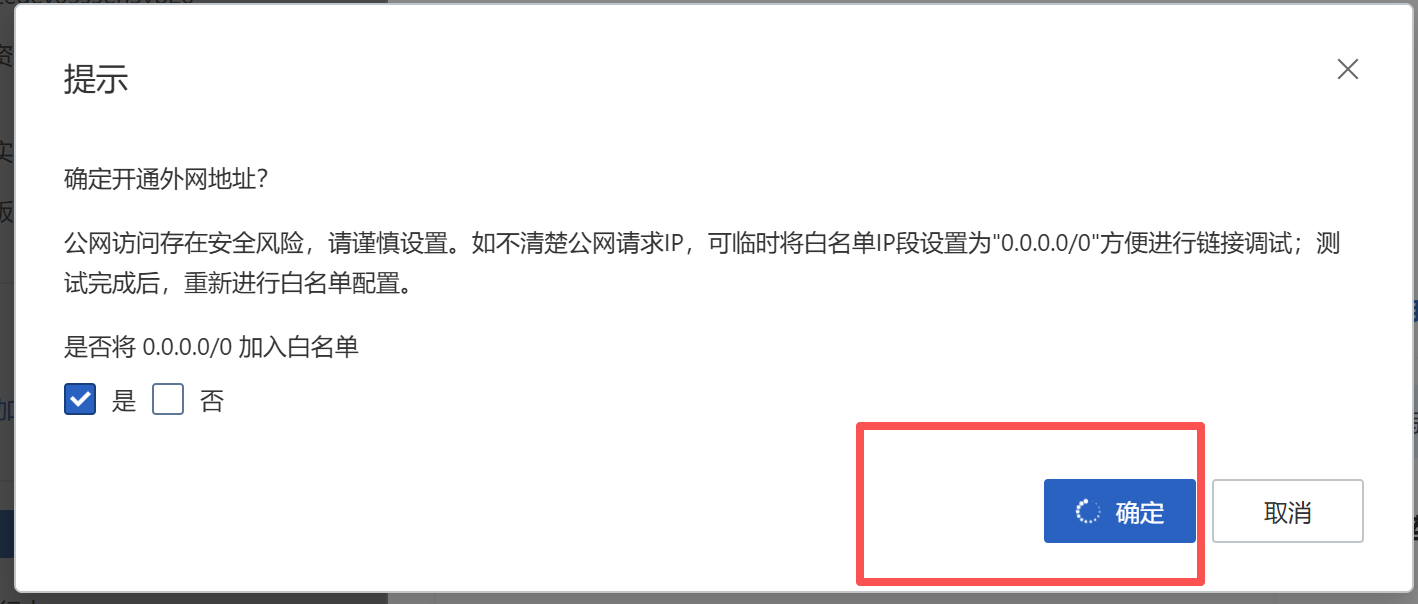 提示
确定开通外网地址？
公网访问存在安全风险，请谨慎设置。如不清楚公网请求IP，可临时将白名单IP段设置为"0.0.0.0/0"方便进行链接调试；测
试完成后，重新进行白名单配置。
是否将 0.0.0.0/0 加入白名单
是 否
确定 取消